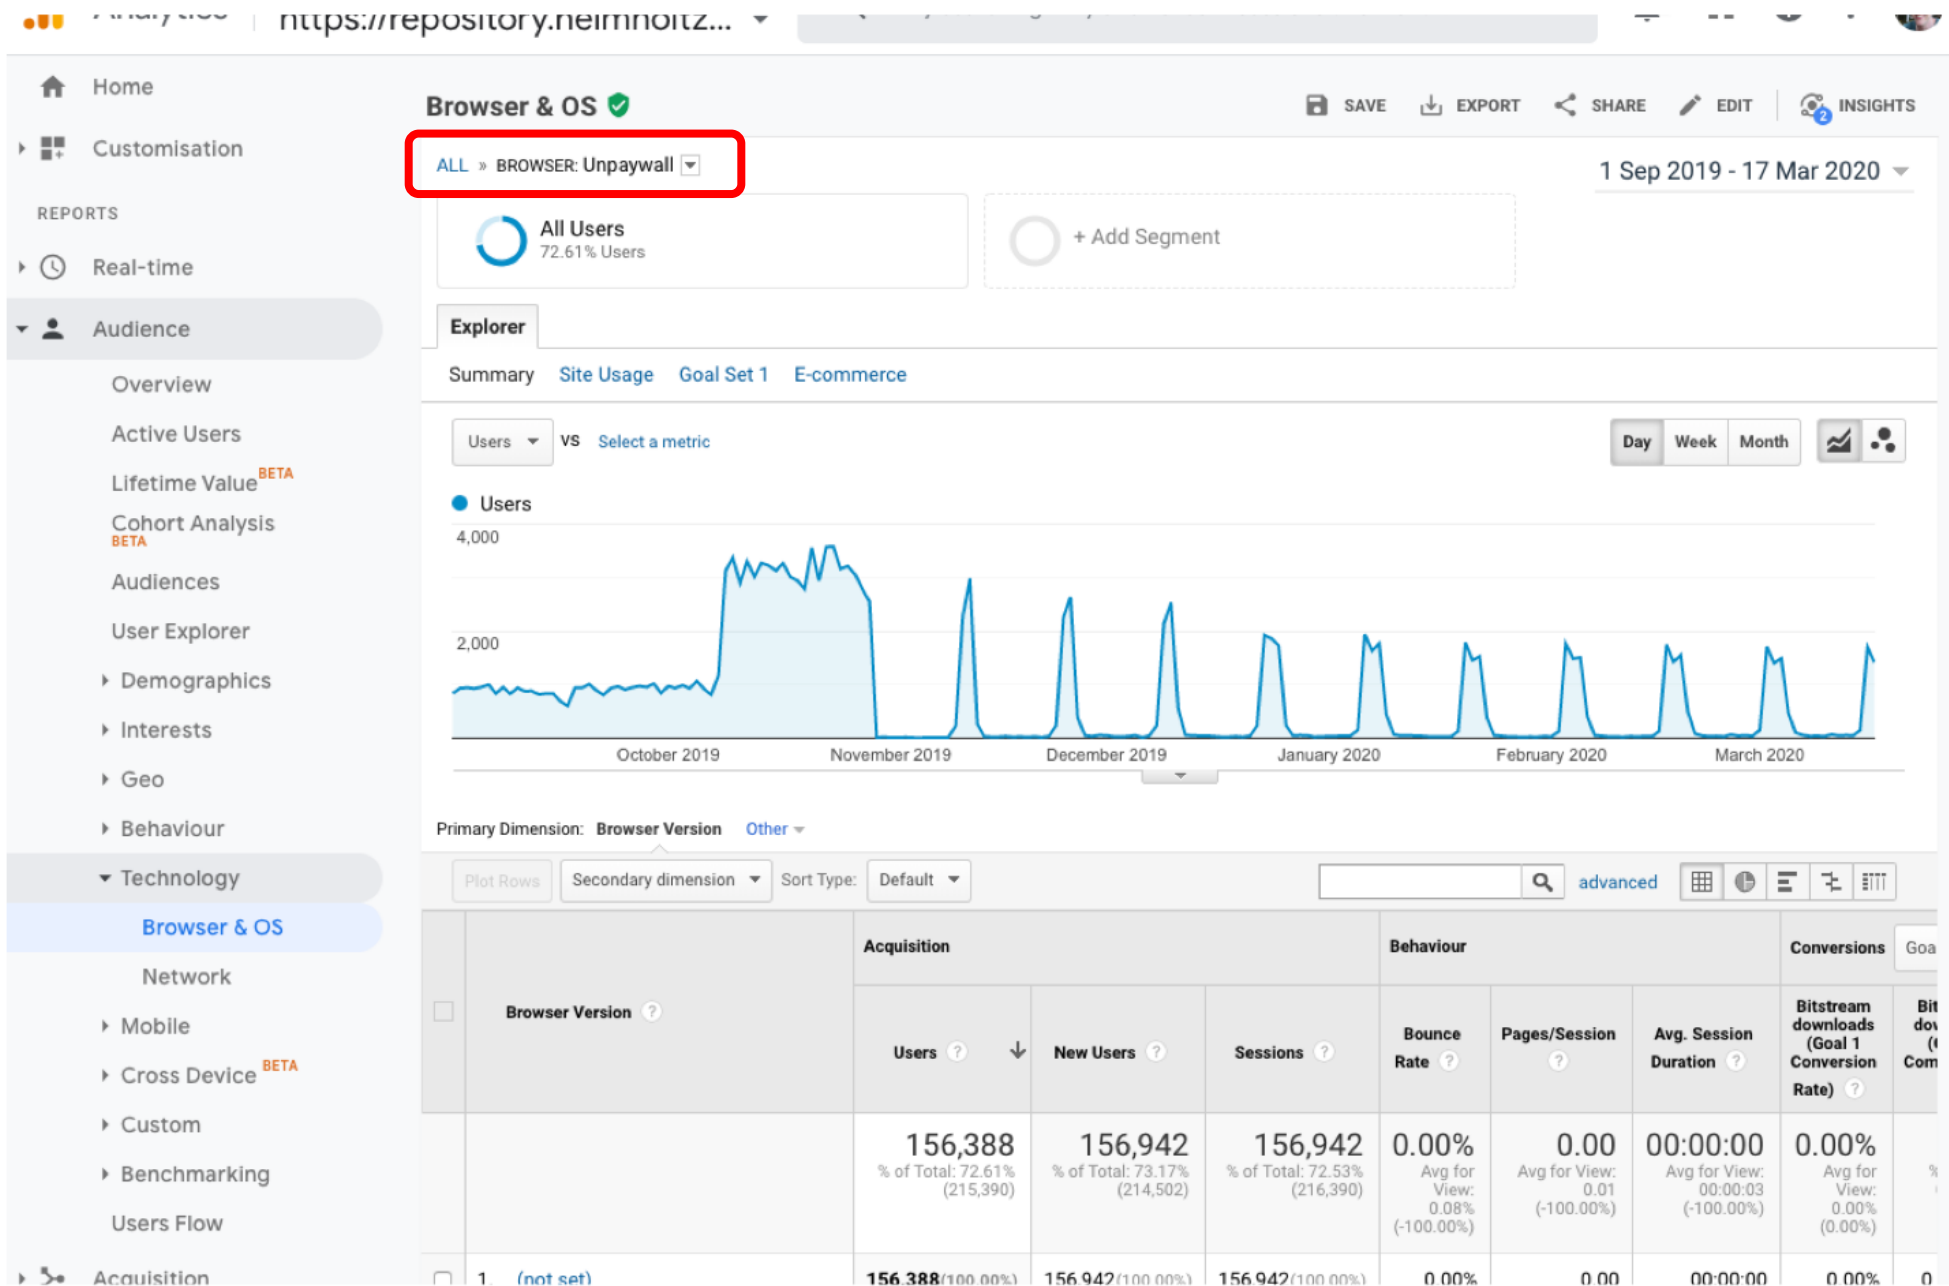 Analytics
https://repository.helmholtz...
Home
Customisation
REPORTS
Real-time
Audience
Overview
Active Users
Lifetime Value BETA
Cohort Analysis
BETA
Audiences
User Explorer
Demographics
Interests
Geo
Behaviour
Technology
Browser & OS
Network
Mobile
Cross Device BETA
Custom
Benchmarking
Users Flow
Acquisition
Browser & OS
SAVE
EXPORT
SHARE
EDIT
2
INSIGHTS
ALL » BROWSER: Unpaywall
1 Sep 2019 - 17 Mar 2020
All Users
72.61% Users
+ Add Segment
Explorer
Summary Site Usage Goal Set 1 E-commerce
Users VS Select a metric
Day Week Month
Users
4,000
2,000
October 2019 November 2019 December 2019 January 2020 February 2020 March 2020
Primary Dimension: Browser Version Other
Plot Rows Secondary dimension Sort Type: Default
advanced
Acquisition Behaviour Conversions Goa
Browser Version ?
Users ?
New Users ?
Sessions ?
Bounce
Rate ?
Pages/Session
?
Avg. Session
Duration ?
Bitstream
downloads
(Goal 1
Conversion
Rate) ?
Bit
dov
Com
156,388
% of Total: 72.61%
(215,390)
156,942
% of Total: 73.17%
(214,502)
156,942
% of Total: 72.53%
(216,390)
0.00%
Avg for
View:
0.08%
(-100.00%)
0.00
Avg for View:
0.01
(-100.00%)
00:00:00
Avg for View:
00:00:03
(-100.00%)
0.00%
Avg for
View:
0.00%
(0.00%)
%
1. (not set) 156,388(100.00%) 156,942(100.00%) 156,942(100.00%) 0.00% 0.00 00:00:00 0.00% 0